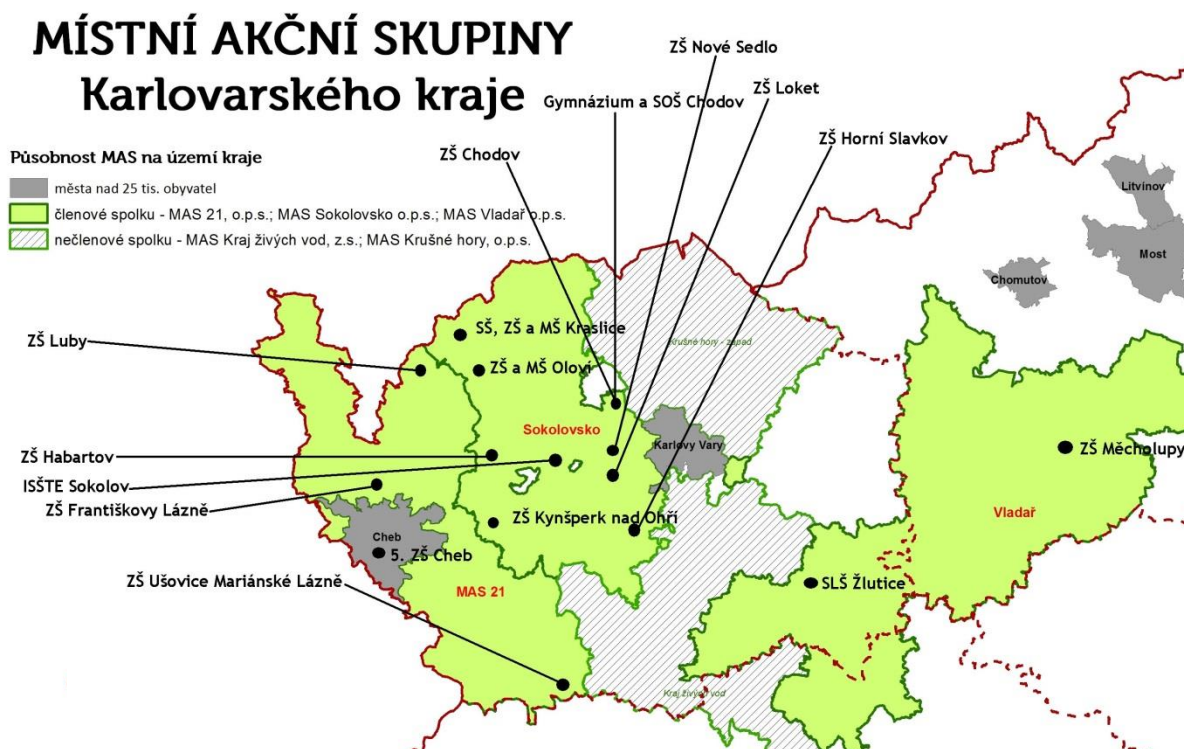 MÍSTNÍ AKČNÍ SKUPINY
Karlovarského kraje
Působnost MAS na území kraje
města nad 25 tis. obyvatel
členové spolku - MAS 21, o.p.s.; MAS Sokolovsko o.p.s.; MAS Vladař o.p.s.
nečlenové spolku - MAS Kraj živých vod, z.s.; MAS Krušné hory, o.p.s.
ZŠ Nové Sedlo
ZŠ Loket
Gymnázium a SOŠ Chodov
ZŠ Horní Slavkov
ZŠ Chodov
Litvínov
Most
Chomutov
SŠ, ZŠ a MŠ Kraslice
ZŠ Luby
Krušné hory - západ
ZŠ a MŠ Oloví
Sokolovsko
Karlovy Vary
ZŠ Měcholupy
ZŠ Habartov
ISŠTE Sokolov
ZŠ Františkovy Lázně
ZŠ Kynšperk nad Ohří
Vladař
Cheb
5. ZŠ Cheb
ZŠ Ušovice Mariánské Lázně
MAS 21
SLŠ Žlutice
Kraj živých vod